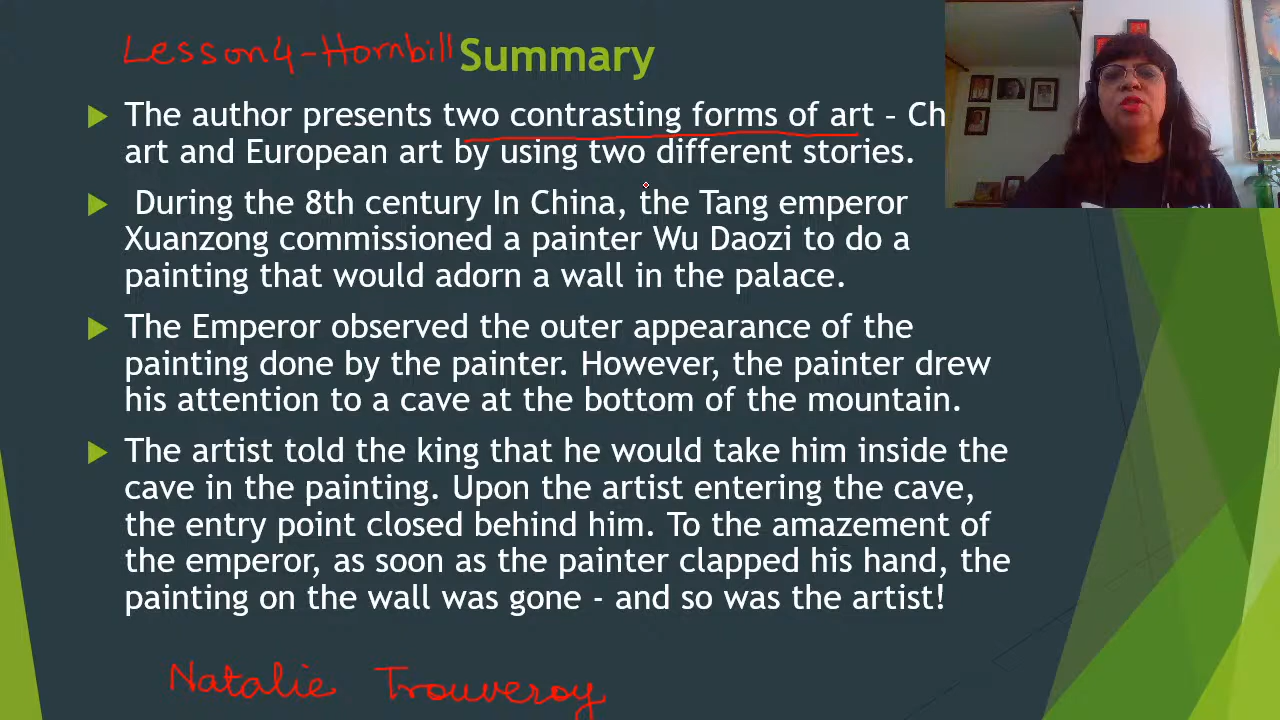 Lesson 4 - Hornbill Summary
The author presents two contrasting forms of art – Ch
art and European art by using two different stories.
During the 8th century In China, the Tang emperor
Xuanzong commissioned a painter Wu Daozi to do a
painting that would adorn a wall in the palace.
The Emperor observed the outer appearance of the
painting done by the painter. However, the painter drew
his attention to a cave at the bottom of the mountain.
The artist told the king that he would take him inside the
cave in the painting. Upon the artist entering the cave,
the entry point closed behind him. To the amazement of
the emperor, as soon as the painter clapped his hand, the
painting on the wall was gone - and so was the artist!
Natalie Trouveroy